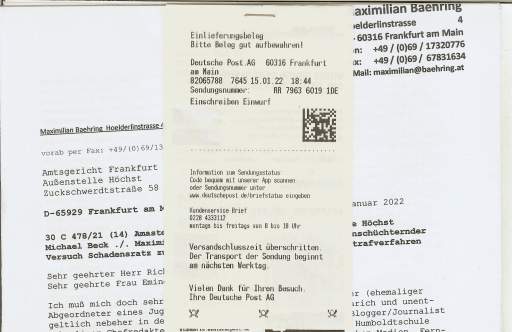 Maximilian Baehring
Hoelderlinstrasse 4
60316 Frankfurt am Main
+49 / (0)69 / 17320776
+49 / (0)69 / 67831634
Mail: maximilian@baehring.at
Einlieferungsbeleg
Bitte Beleg gut aufbewahren!
Deutsche Post AG 60316 Frankfurt
am Main
82065788 7645 15.01.22 18:44
Sendungsnummer: RR 7963 6019 1DE
Einschreiben Einwurf
Information zum Sendungsstatus
Code bequem mit unserer App scannen
oder Sendungsnummer unter
www.deutschepost.de/briefstatus eingeben
Kundenservice Brief
0228 4333112
montags bis freitags von 8 bis 18 Uhr
Versandschlusszeit überschritten.
Der Transport der Sendung beginnt
am nächsten Werktag.
Vielen Dank für Ihren Besuch.
Ihre Deutsche Post AG
Maximilian Baehring Hoelderlinstrasse 4
vorab per Fax: +49/(0)69/13
Amtsgericht Frankfurt
Außenstelle Höchst
Zuckschwerdtstraße 58
D-65929 Frankfurt am M
anuar 2022
30 C 478/21 (14) Amts
Michael Beck ./. Maxim
Versuch Schadensratz z
e Höchst
nschüchternder
trafverfahren
Sehr geehrter Herr Rich
Sehr geehrte Frau Emin
Ich muß mich doch sehr
Abgeordneter eines Jug
geltlich nebeher in de
er (ehemaliger
nrich und unent-
Blogger/Journalist
Humboldtschule